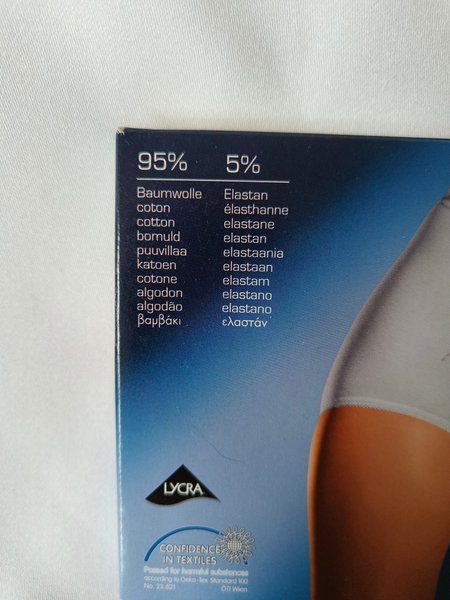 95% 5%
Baumwolle Elastan
coton élasthanne
cotton elastane
bomuld elastan
puuvillaa elastaania
katoen elastaan
cotone elastam
algodon elastano
algodão elastano
βαμβάκι ελαστάν
LYCRA
CONFIDENCE
IN TEXTILES
Passed for harmful substances
according to Oeko-Tex Standard 100
No. 23.621 ÖTI Wien